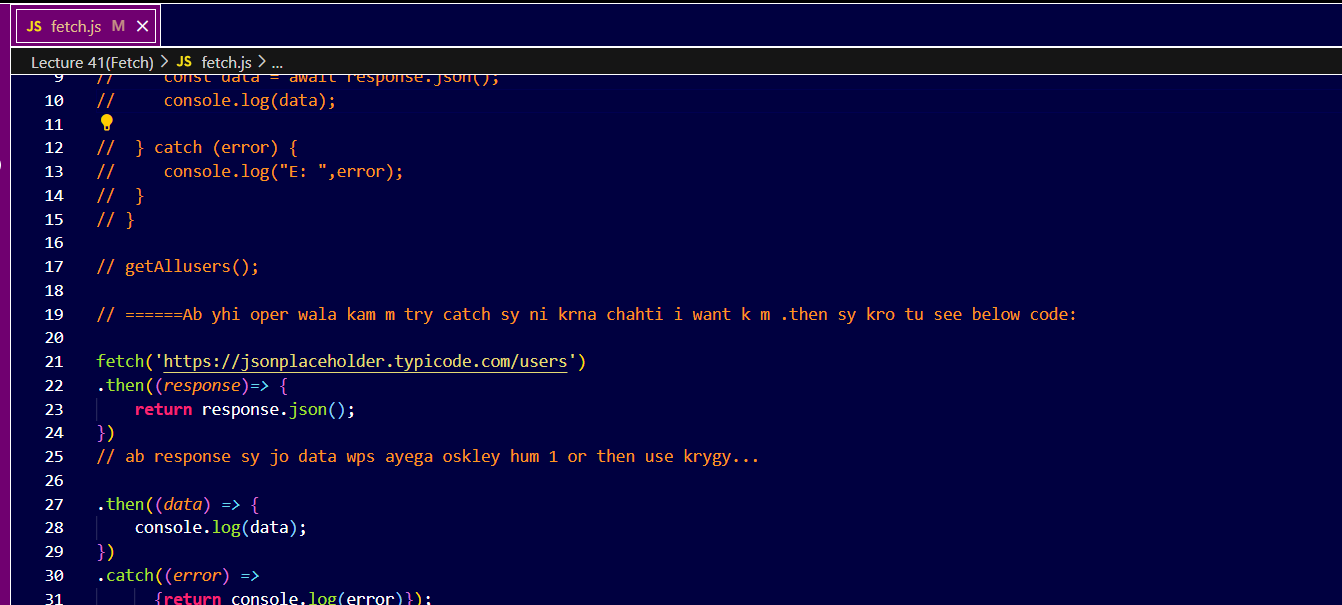 JS fetch.js M ×
Lecture 41(Fetch) > JS fetch.js > ...
9 // const data = await response.json();
10 // console.log(data);
11
12 // } catch (error) {
13 // console.log("E: ",error);
14 // }
15 // }
16
17 // getAllusers();
18
19 // ======Ab yhi oper wala kam m try catch sy ni krna chahti i want k m .then sy kro tu see below code:
20
21 fetch('https://jsonplaceholder.typicode.com/users')
22 .then((response)=> {
23 return response.json();
24 })
25 // ab response sy jo data wps ayega oskley hum 1 or then use krygy...
26
27 .then((data) => {
28 console.log(data);
29 })
30 .catch((error) =>
31 {return console.log(error)});